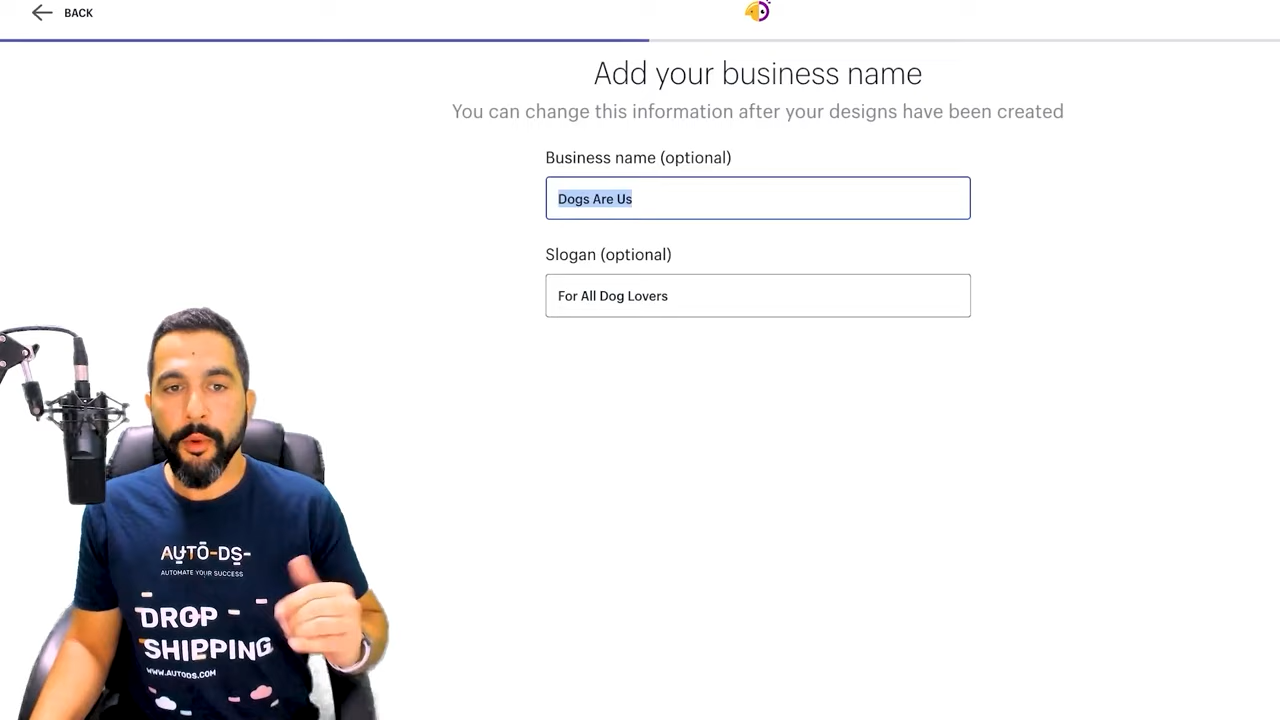 BACK
Add your business name
You can change this information after your designs have been created
Business name (optional)
Dogs Are Us
Slogan (optional)
For All Dog Lovers
AUTO-DS-
AUTOMATE YOUR SUCCESS
DROP
SHIPPING
WWW.AUTODS.COM